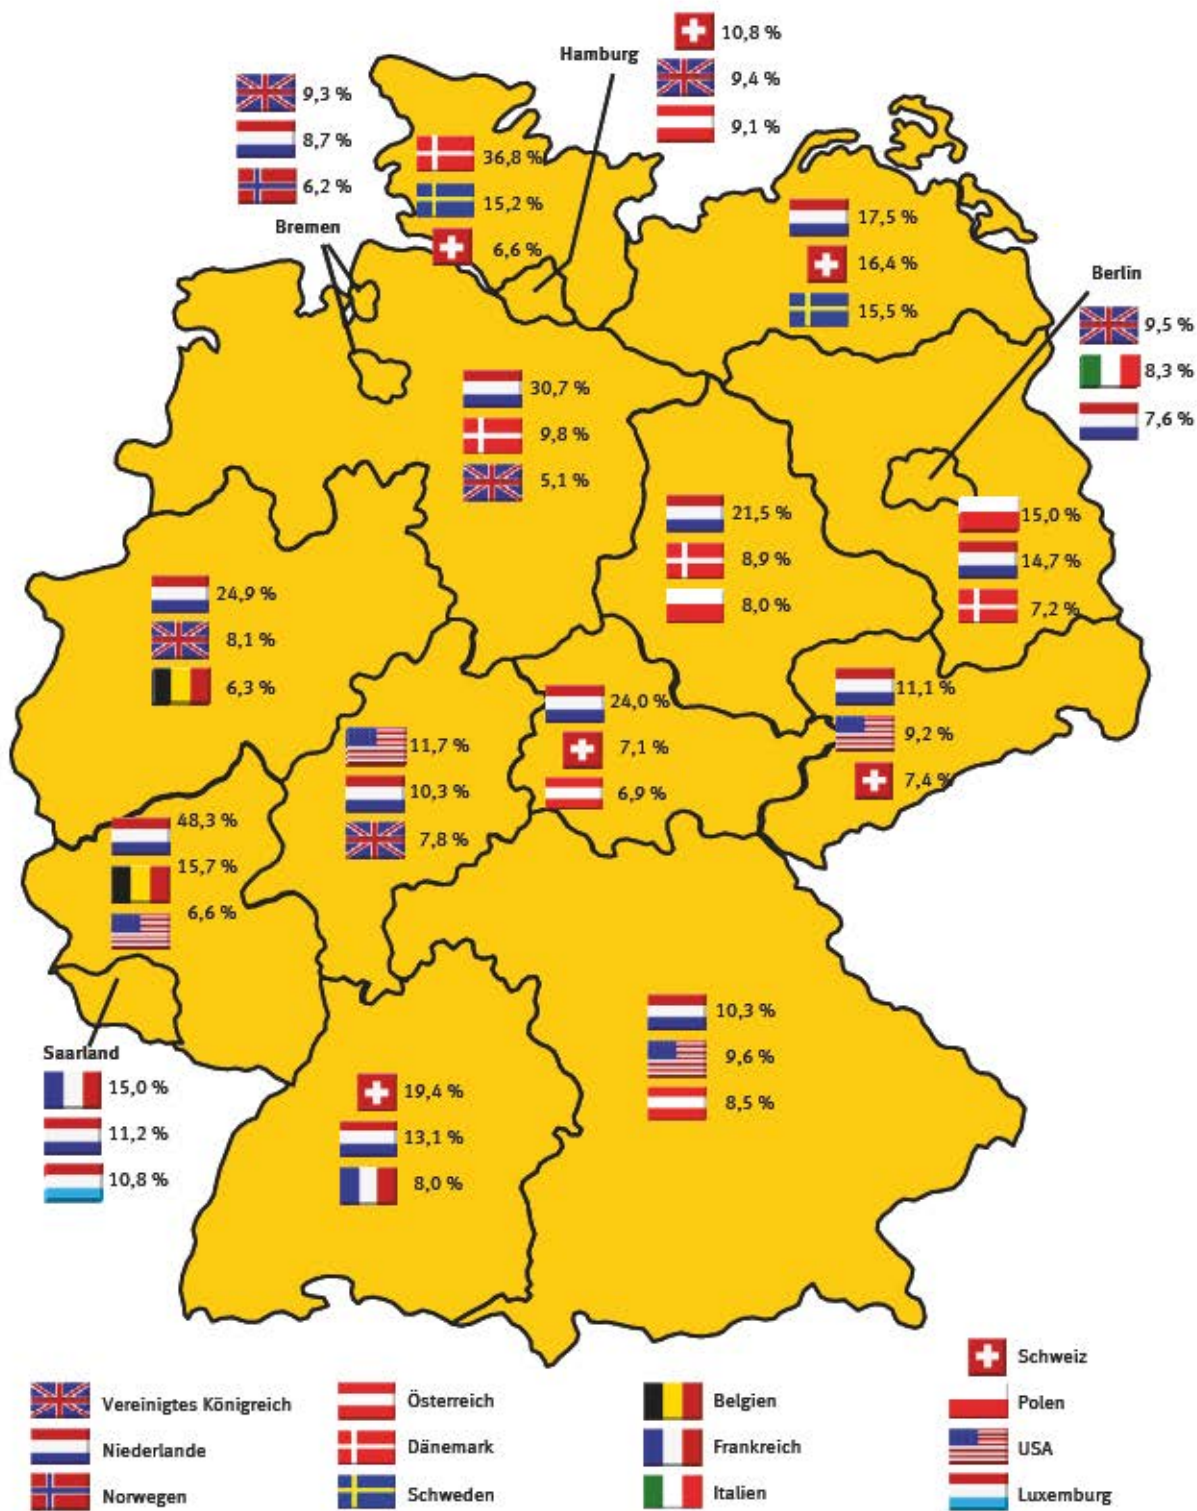 Hamburg
10,8 %
9,4 %
9,1 %
9,3 %
8,7 %
6,2 %
Bremen
36,8 %
15,2 %
6,6 %
17,5 %
16,4 %
15,5 %
Berlin
9,5 %
8,3 %
7,6 %
30,7 %
9,8 %
5,1 %
21,5 %
8,9 %
8,0 %
15,0 %
14,7 %
7,2 %
24,9 %
8,1 %
6,3 %
11,7 %
10,3 %
7,8 %
24,0 %
7,1 %
6,9 %
11,1 %
9,2 %
7,4 %
48,3 %
15,7 %
6,6 %
Saarland
15,0 %
11,2 %
10,8 %
19,4 %
13,1 %
8,0 %
10,3 %
9,6 %
8,5 %
Vereinigtes Königreich
Niederlande
Norwegen
Österreich
Dänemark
Schweden
Belgien
Frankreich
Italien
Schweiz
Polen
USA
Luxemburg